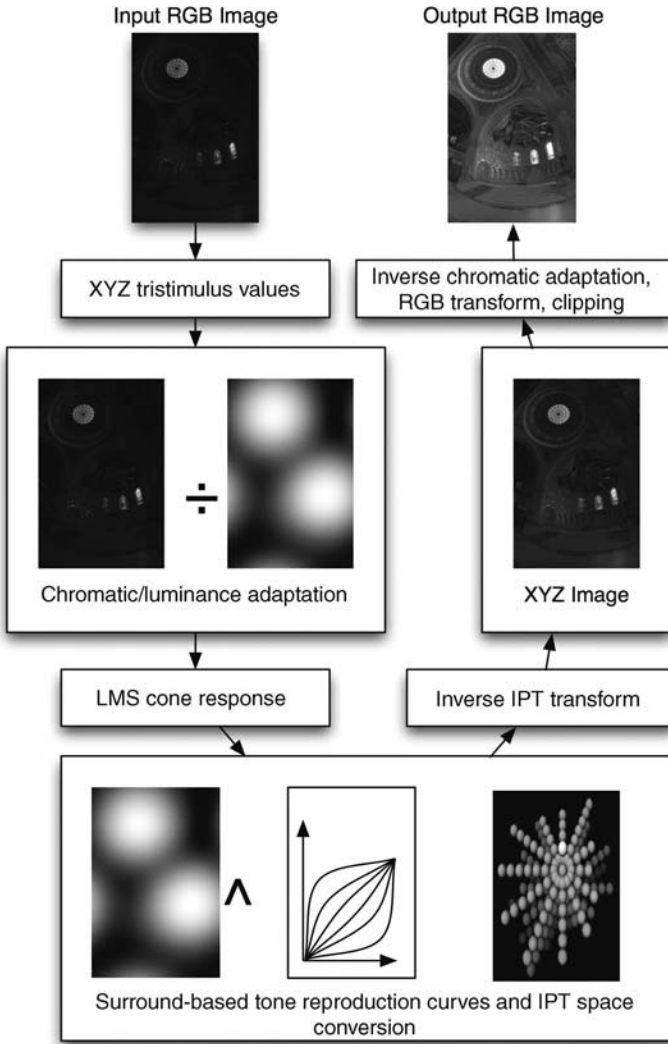 Input RGB Image
Output RGB Image
XYZ tristimulus values
Inverse chromatic adaptation,
RGB transform, clipping
÷
Chromatic/luminance adaptation
XYZ Image
LMS cone response
Inverse IPT transform
^
Surround-based tone reproduction curves and IPT space
conversion